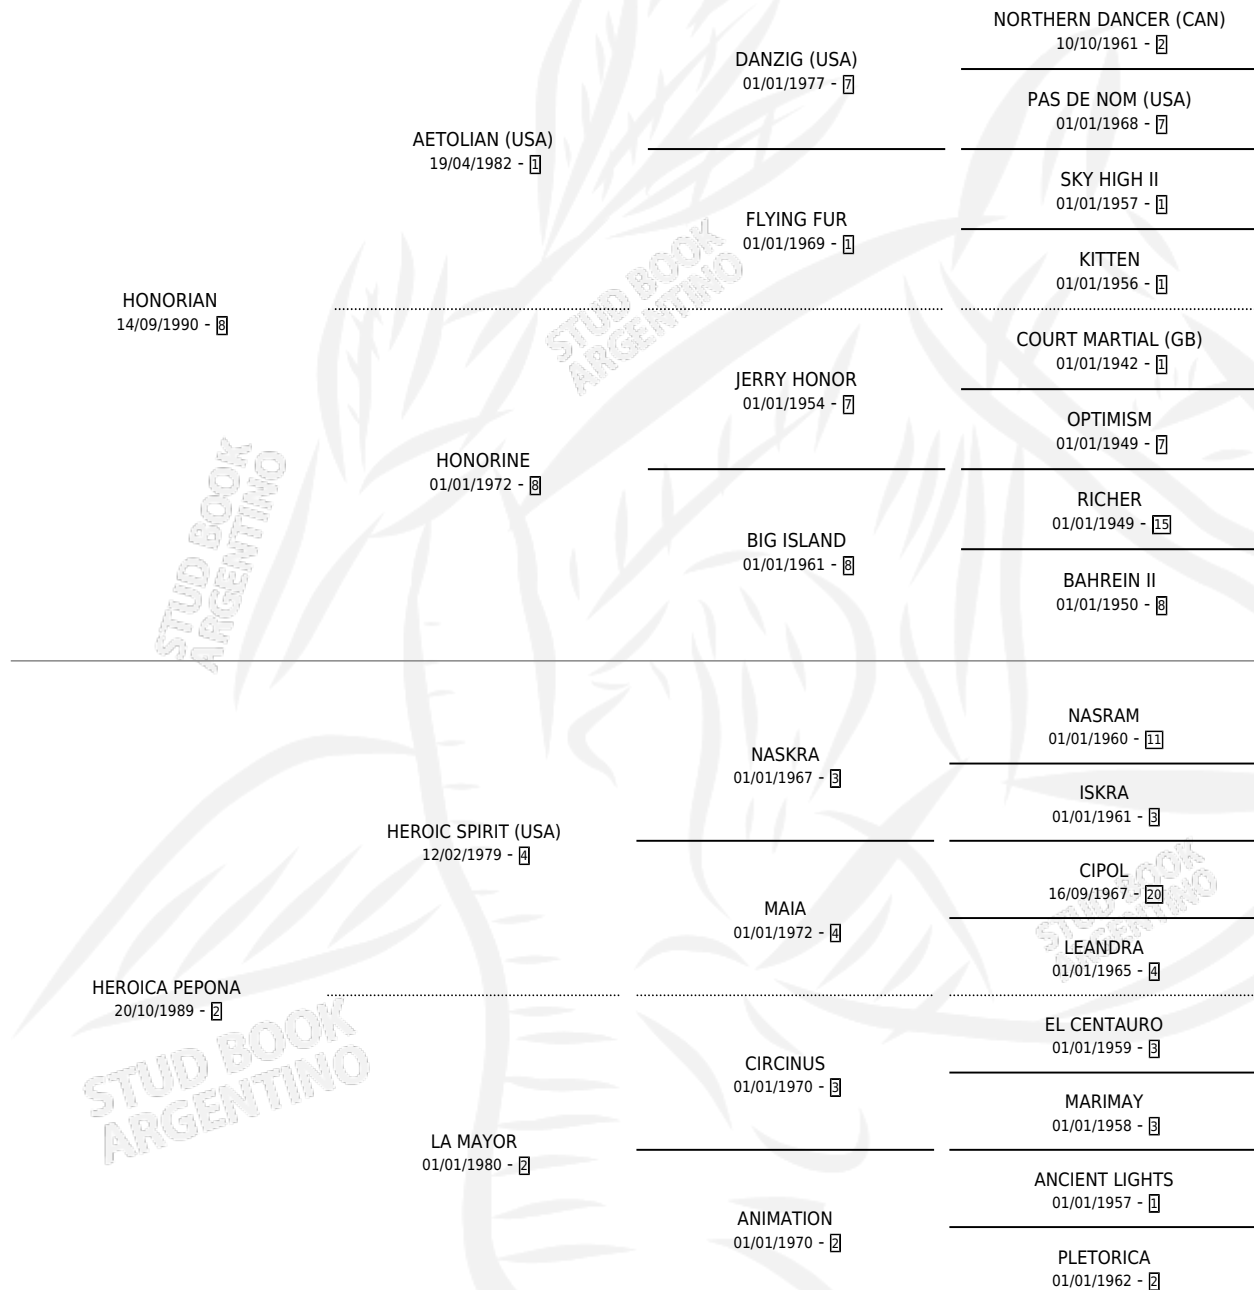 NORTHERN DANCER (CAN)
10/10/1961 - 2
DANZIG (USA)
01/01/1977 - 7
PAS DE NOM (USA)
01/01/1968 - 7
AETOLIAN (USA)
19/04/1982 - 1
SKY HIGH II
01/01/1957 - 1
FLYING FUR
01/01/1969 - 1
KITTEN
01/01/1956 - 1
HONORIAN
14/09/1990 - 8
COURT MARTIAL (GB)
01/01/1942 - 1
JERRY HONOR
01/01/1954 - 7
OPTIMISM
01/01/1949 - 7
HONORINE
01/01/1972 - 8
RICHER
01/01/1949 - 15
BIG ISLAND
01/01/1961 - 8
BAHREIN II
01/01/1950 - 8
NASRAM
01/01/1960 - 11
NASKRA
01/01/1967 - 3
ISKRA
01/01/1961 - 3
HEROIC SPIRIT (USA)
12/02/1979 - 4
CIPOL
16/09/1967 - 20
MAIA
01/01/1972 - 4
LEANDRA
01/01/1965 - 4
HEROICA PEPONA
20/10/1989 - 2
EL CENTAURO
01/01/1959 - 3
CIRCINUS
01/01/1970 - 3
MARIMAY
01/01/1958 - 3
LA MAYOR
01/01/1980 - 2
ANCIENT LIGHTS
01/01/1957 - 1
ANIMATION
01/01/1970 - 2
PLETORICA
01/01/1962 - 2
STUD BOOK
ARGENTINO
STUD BOOK
ARGENTINO
STUD BOOK
ARGENTINO
STUD BOOK
ARGENTINO